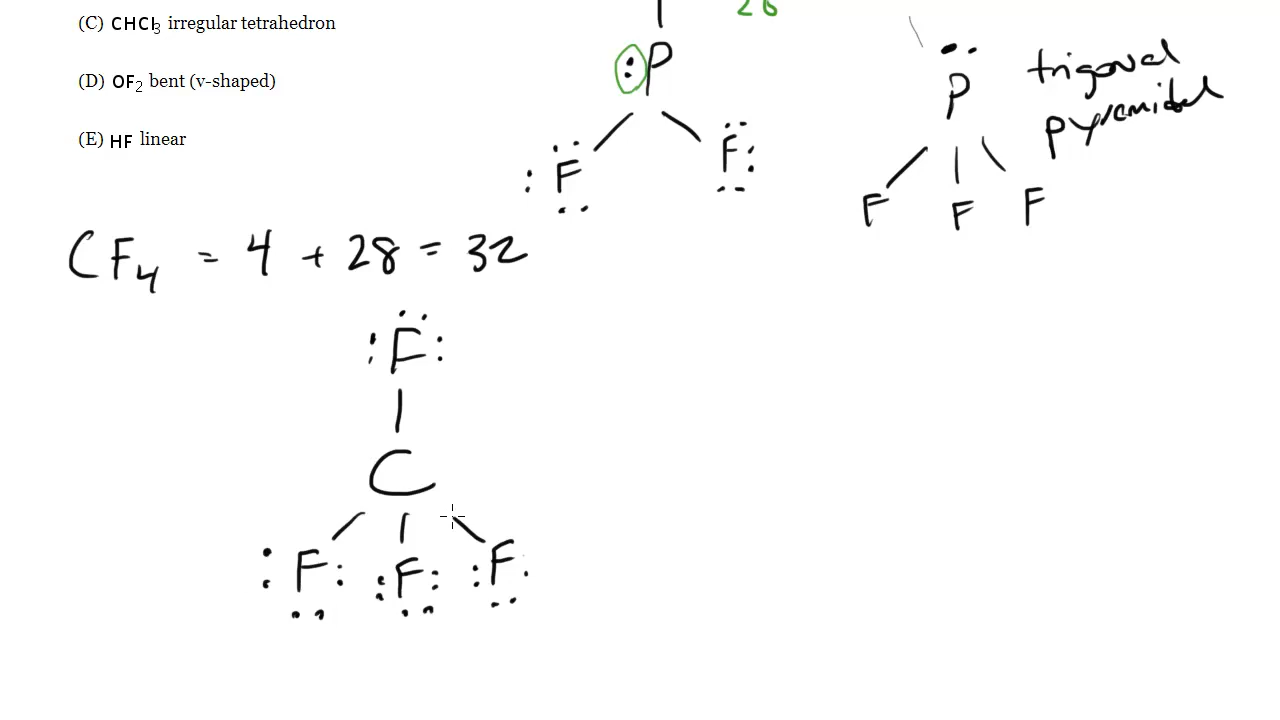 (C) CHCl₃ irregular tetrahedron
(D) OF₂ bent (v-shaped)
(E) HF linear
26
:P
F F
P
F F F
trigonal
pyramidal
CF₄ = 4 + 28 = 32
F
C
F F F